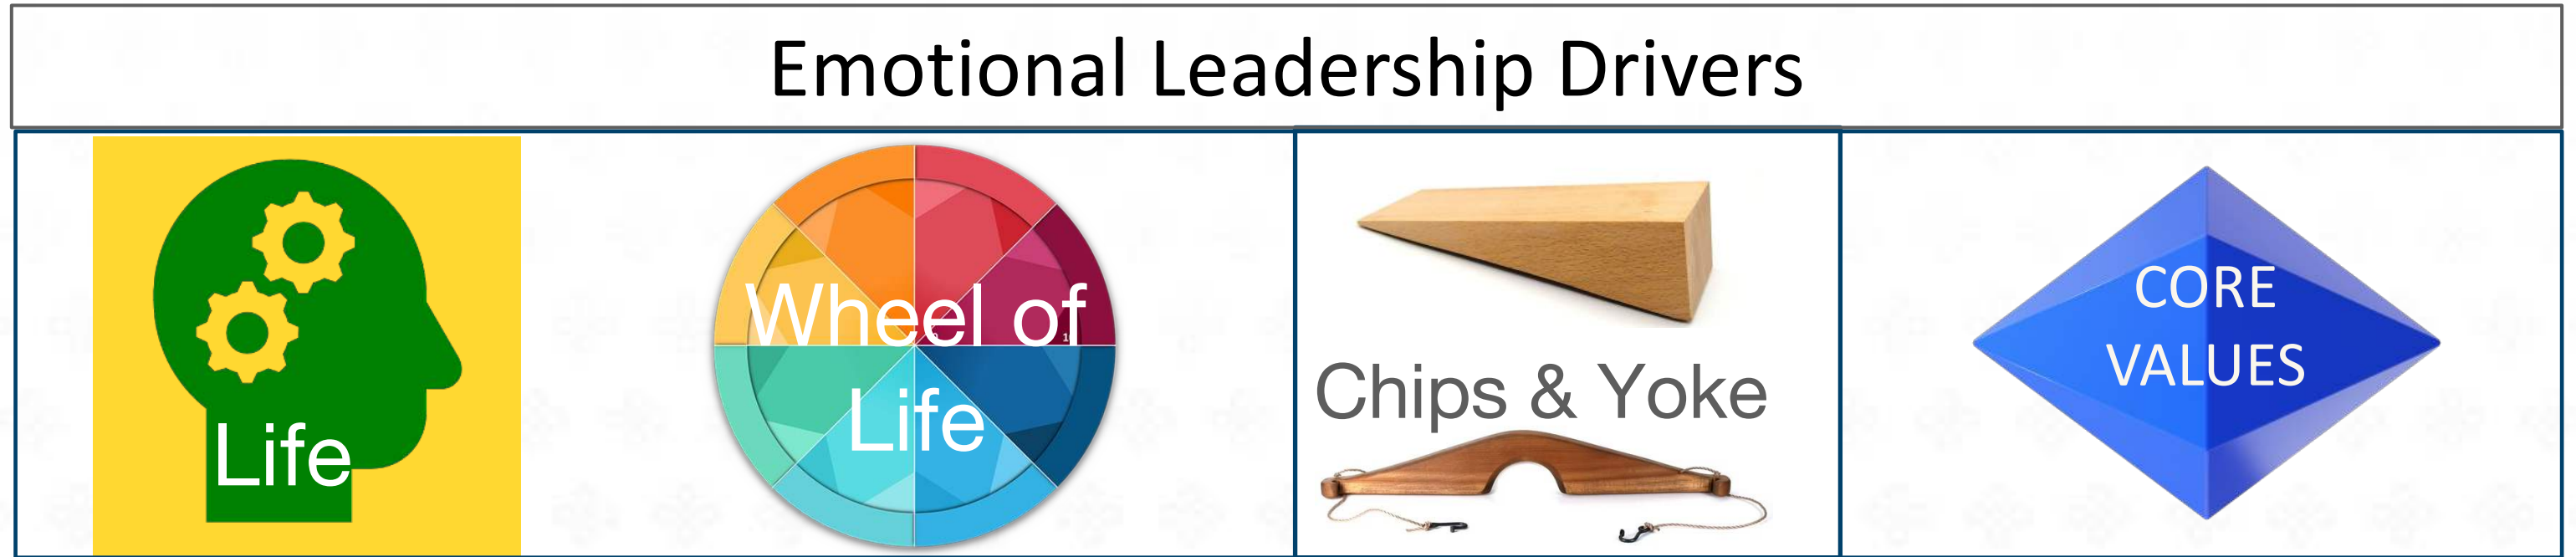 Emotional Leadership Drivers
Life
Wheel of
Life
Chips & Yoke
CORE
VALUES